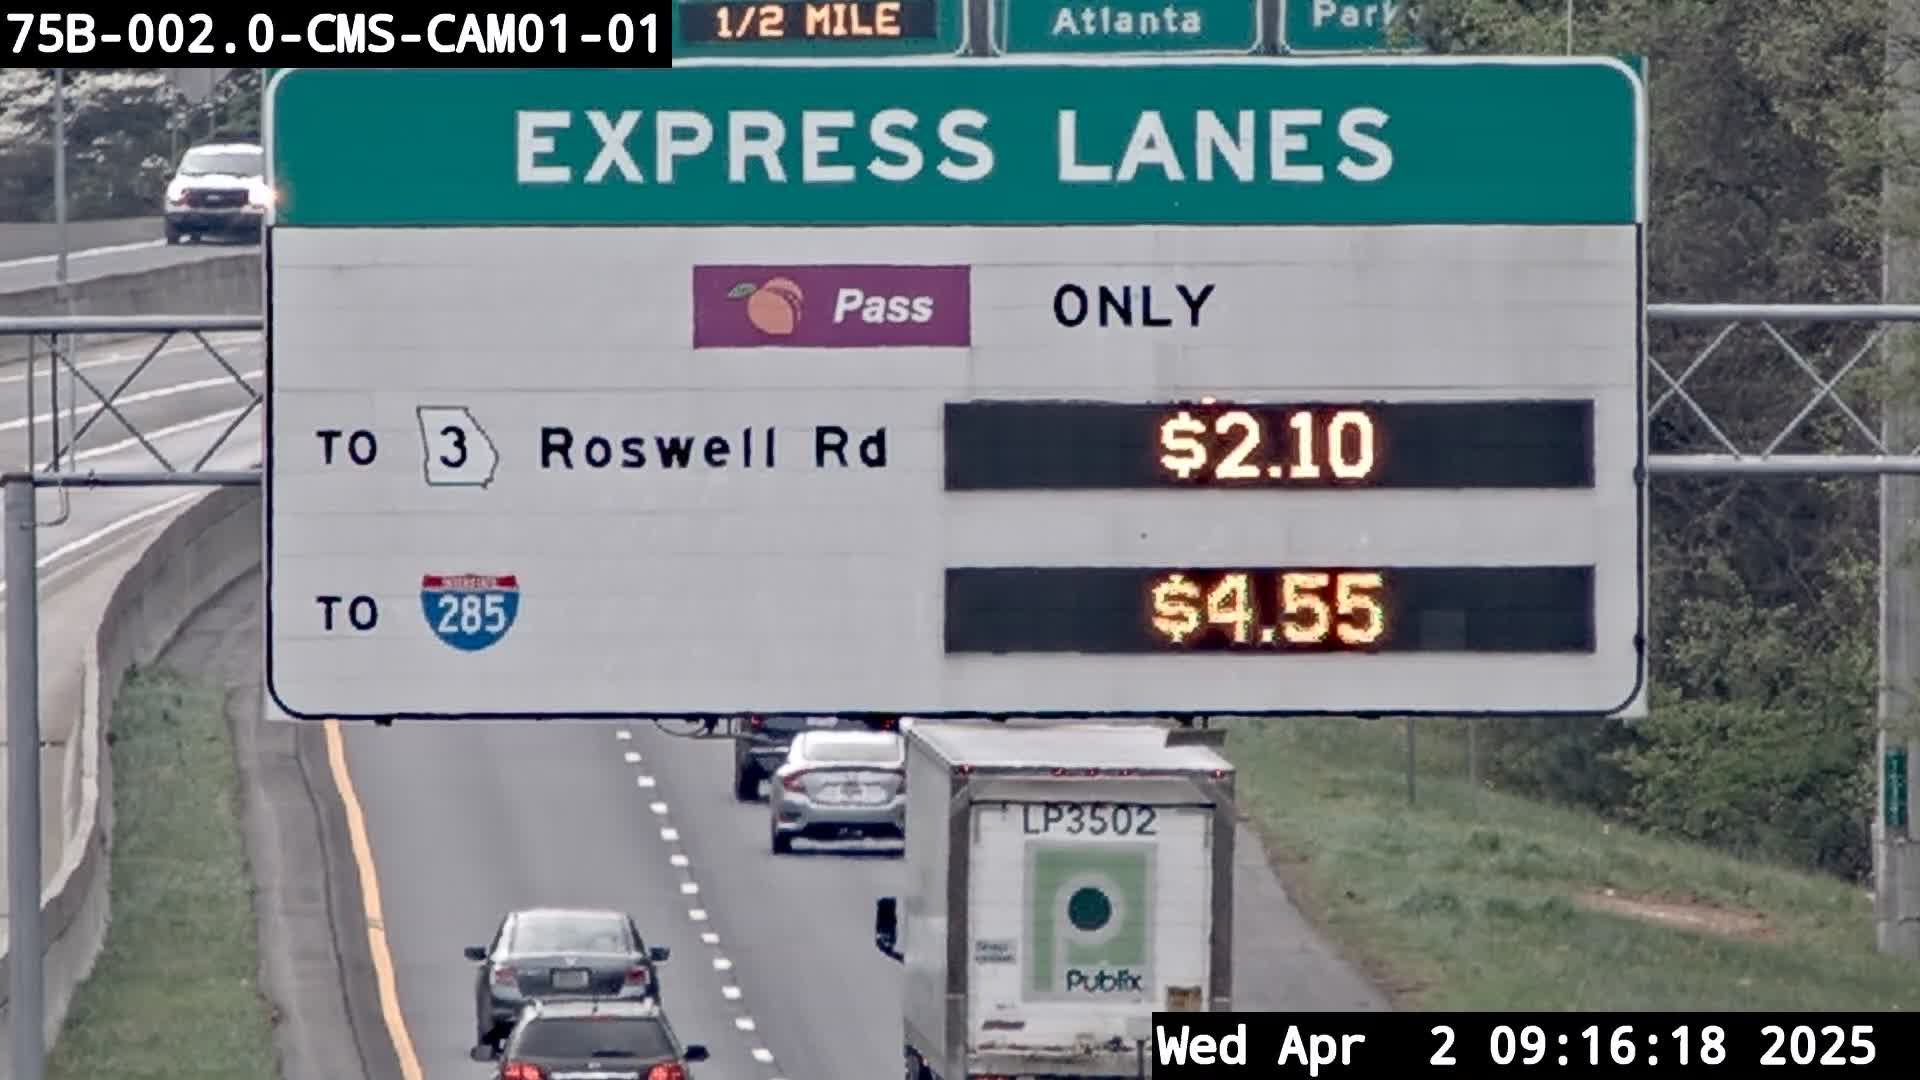 75B-002.0-CMS-CAM01-01
1/2 MILE
Atlanta
EXPRESS LANES
Pass ONLY
TO 3 Roswell Rd $2.10
TO INTERSTATE 285 $4.55
LP3502
Publix
Wed Apr 2 09:16:18 2025